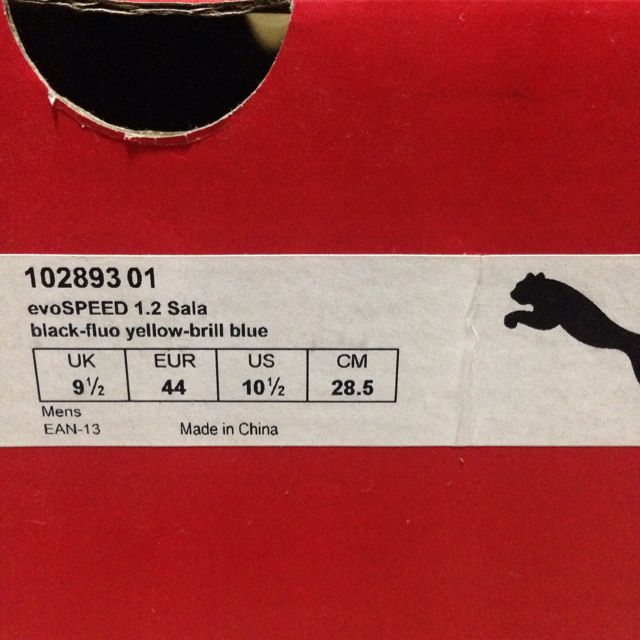 102893 01
evoSPEED 1.2 Sala
black-fluo yellow-brill blue
UK EUR US CM
9½ 44 10½ 28.5
Mens
EAN-13 Made in China